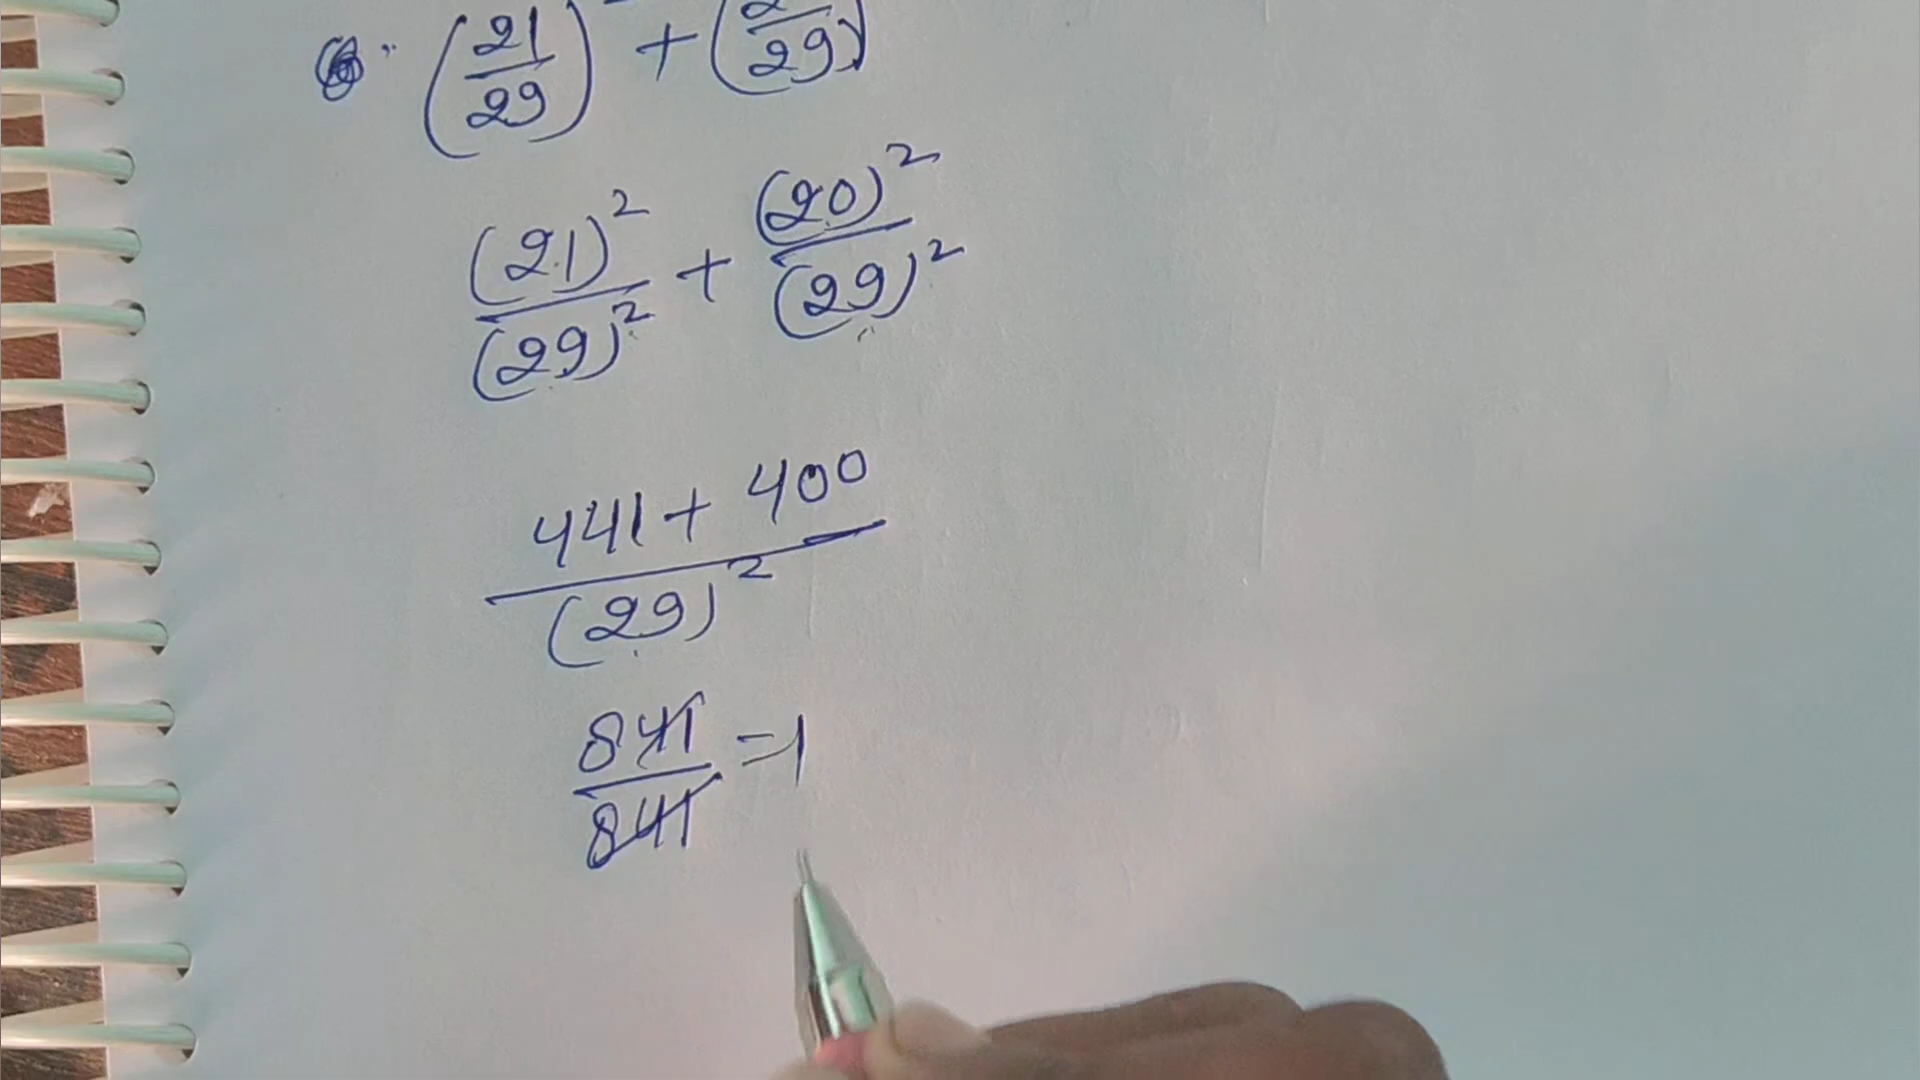 (21/29)² + (2/29)
(21)²/(29)² + (20)²/(29)²
441 + 400/(29)²
841/841 = 1